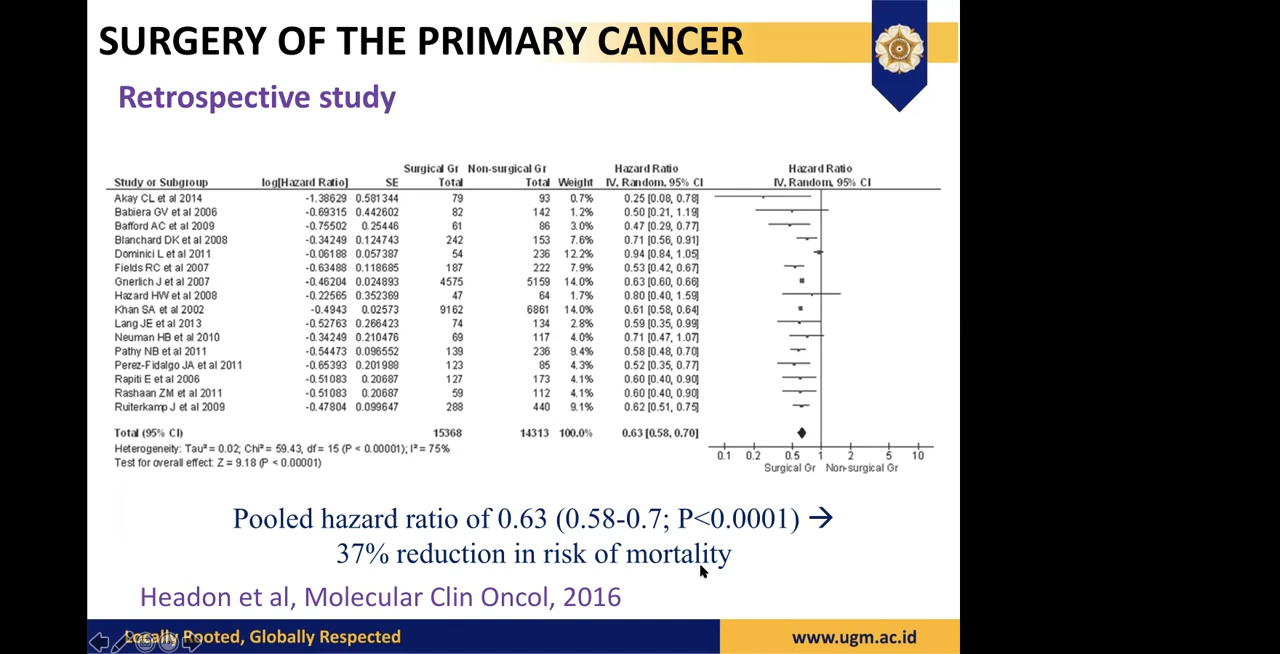 SURGERY OF THE PRIMARY CANCER
Retrospective study
Surgical Gr Non-surgical Gr Hazard Ratio Hazard Ratio
Study or Subgroup log[Hazard Ratio] SE Total Total Weight IV, Random, 95% CI IV, Random, 95% CI
Akay CL et al 2014 -1.38629 0.581344 79 93 0.7% 0.25 [0.08, 0.78]
Babiera GV et al 2006 -0.69315 0.442602 82 142 1.2% 0.50 [0.21, 1.19]
Bafford AC et al 2009 -0.75502 0.25446 61 86 3.0% 0.47 [0.29, 0.77]
Blanchard DK et al 2008 -0.34249 0.124743 242 153 7.6% 0.71 [0.56, 0.91]
Dominici L et al 2011 -0.06188 0.057387 54 236 12.2% 0.94 [0.84, 1.05]
Fields RC et al 2007 -0.63488 0.118685 187 222 7.9% 0.53 [0.42, 0.67]
Gnerlich J et al 2007 -0.46204 0.024893 4575 5159 14.0% 0.63 [0.60, 0.66]
Hazard HW et al 2008 -0.22565 0.352369 47 64 1.7% 0.80 [0.40, 1.59]
Khan SA et al 2002 -0.4943 0.02573 9162 6861 14.0% 0.61 [0.58, 0.64]
Lang JE et al 2013 -0.52763 0.266423 74 134 2.8% 0.59 [0.35, 0.99]
Neuman HB et al 2010 -0.34249 0.210476 69 117 4.0% 0.71 [0.47, 1.07]
Pathy NB et al 2011 -0.54473 0.096552 139 236 9.4% 0.58 [0.48, 0.70]
Perez-Fidalgo JA et al 2011 -0.65393 0.201988 123 85 4.3% 0.52 [0.35, 0.77]
Rapiti E et al 2006 -0.51083 0.20687 127 173 4.1% 0.60 [0.40, 0.90]
Rashaan ZM et al 2011 -0.51083 0.20687 59 112 4.1% 0.60 [0.40, 0.90]
Ruiterkamp J et al 2009 -0.47804 0.099647 288 440 9.1% 0.62 [0.51, 0.75]
Total (95% CI) 15368 14313 100.0% 0.63 [0.58, 0.70]
Heterogeneity: Tau² = 0.02; Chi² = 59.43, df = 15 (P < 0.00001); I² = 75%
Test for overall effect: Z = 9.18 (P < 0.00001)
0.1 0.2 0.5 1 2 5 10
Surgical Gr Non-surgical Gr
Pooled hazard ratio of 0.63 (0.58-0.7; P<0.0001) →
37% reduction in risk of mortality
Headon et al, Molecular Clin Oncol, 2016
Locally Rooted, Globally Respected
www.ugm.ac.id